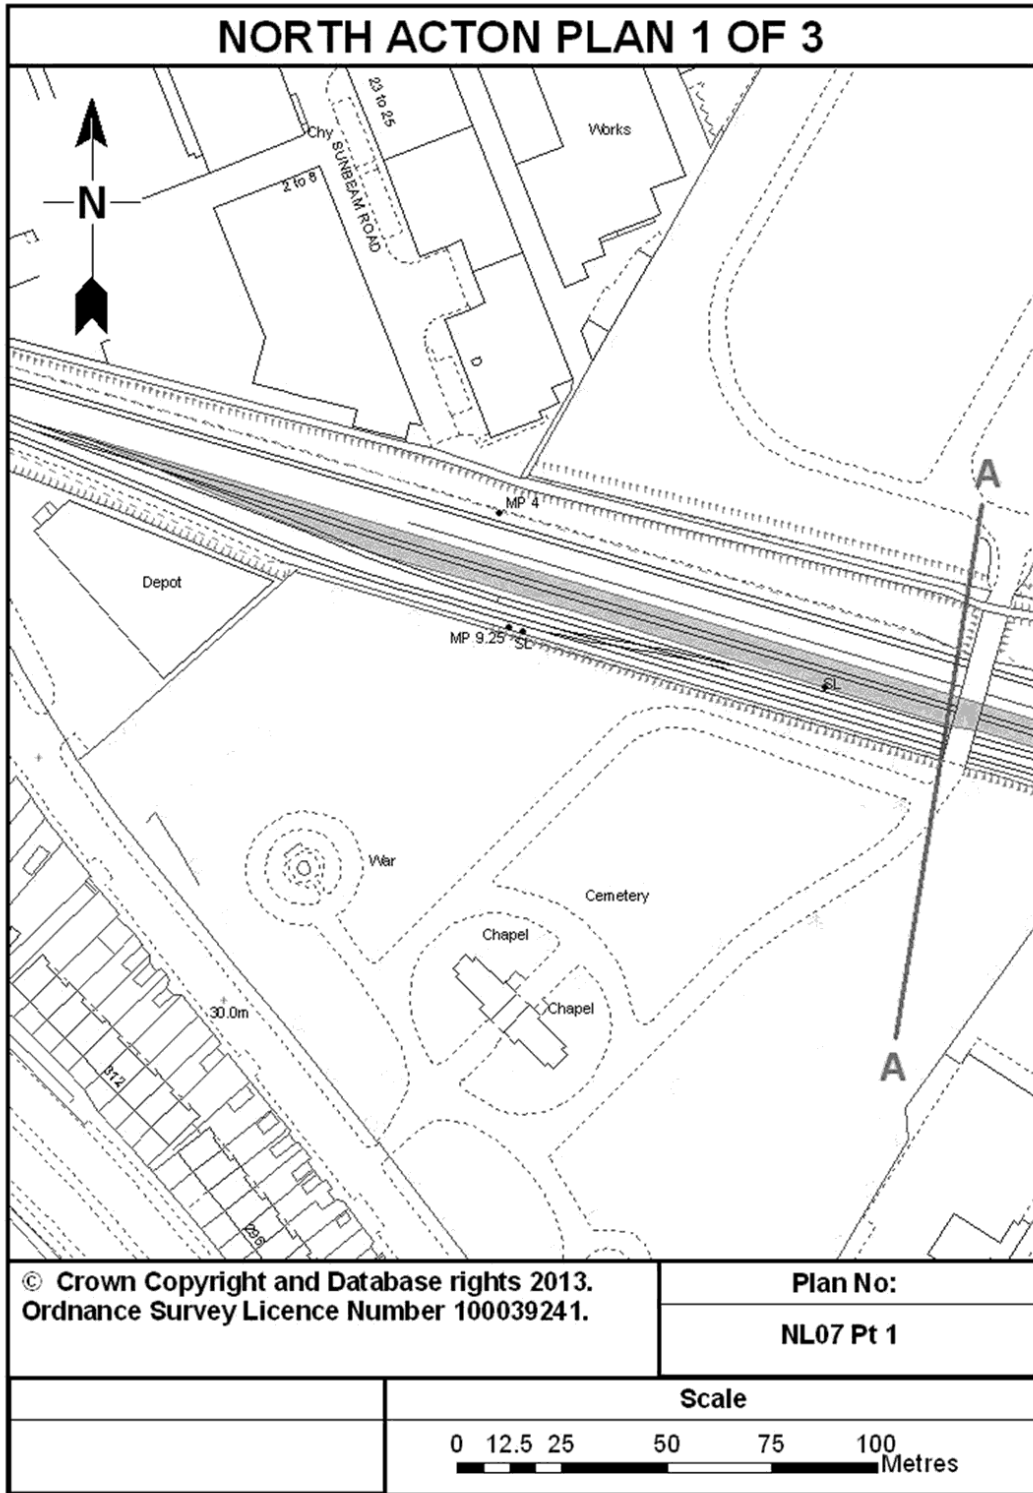 NORTH ACTON PLAN 1 OF 3
23 to 25
Works
Chy
SUNBEAM ROAD
2 to 8
N
D
A
MP 4
Depot
MP 9.25
SL
SL
War
Cemetery
Chapel
Chapel
30.0m
A
312
296
© Crown Copyright and Database rights 2013.
Ordnance Survey Licence Number 100039241.
Plan No:
NL07 Pt 1
Scale
0 12.5 25 50 75 100
Metres